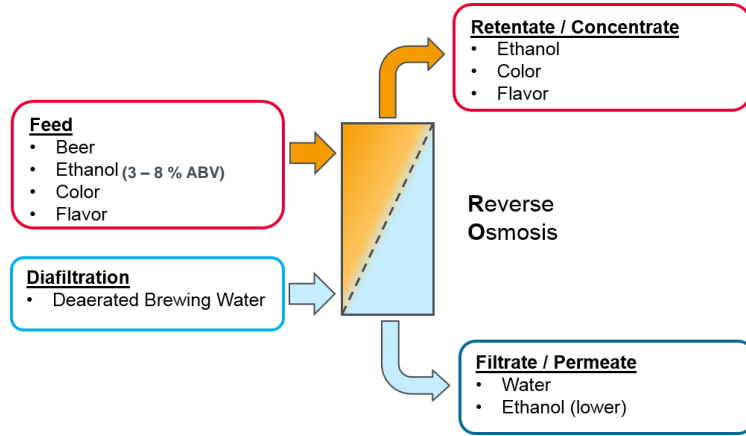 Retentate / Concentrate
• Ethanol
• Color
• Flavor
Feed
• Beer
• Ethanol (3 – 8 % ABV)
• Color
• Flavor
Reverse
Osmosis
Diafiltration
• Deaerated Brewing Water
Filtrate / Permeate
• Water
• Ethanol (lower)